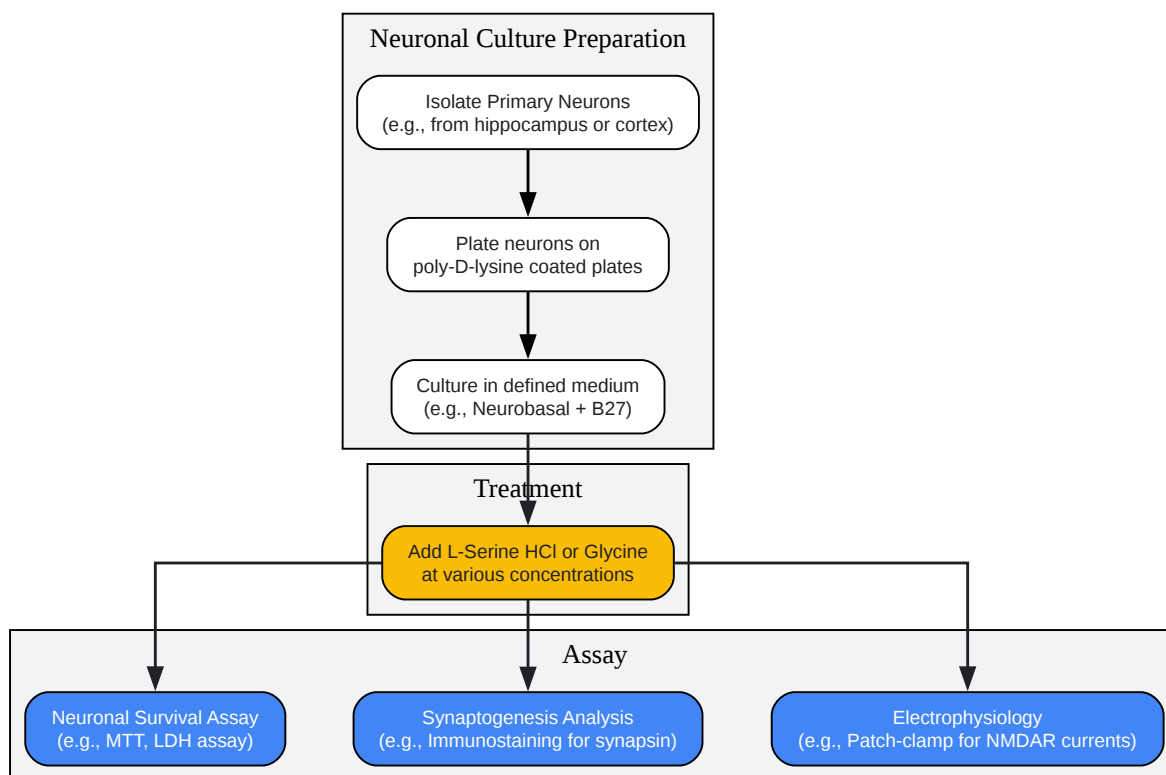 Neuronal Culture Preparation
Isolate Primary Neurons
(e.g., from hippocampus or cortex)
Plate neurons on
poly-D-lysine coated plates
Culture in defined medium
(e.g., Neurobasal + B27)
Treatment
Add L-Serine HCl or Glycine
at various concentrations
Assay
Neuronal Survival Assay
(e.g., MTT, LDH assay)
Synaptogenesis Analysis
(e.g., Immunostaining for synapsin)
Electrophysiology
(e.g., Patch-clamp for NMDAR currents)